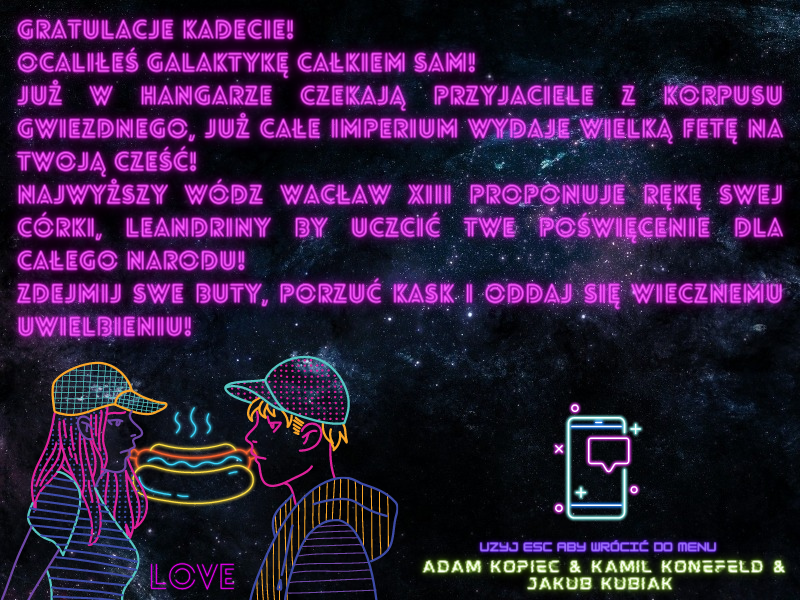 GRATULACJE KADECIE!
OCALIŁEŚ GALAKTYKĘ CAŁKIEM SAM!
JUŻ W HANGARZE CZEKAJĄ PRZYJACIELE Z KORPUSU
GWIEZDNEGO, JUŻ CAŁE IMPERIUM WYDAJE WIELKĄ FETĘ NA
TWOJĄ CZEŚĆ!
NAJWYŻSZY WÓDZ WACŁAW XIII PROPONUJE RĘKĘ SWEJ
CÓRKI, LEANDRINY BY UCZCIĆ TWE POŚWIĘCENIE DLA
CAŁEGO NARODU!
ZDEJMIJ SWE BUTY, PORZUĆ KASK I ODDAJ SIĘ WIECZNEMU
UWIELBIENIU!
LOVE
UZYJ ESC ABY WRÓCIĆ DO MENU
ADAM KOPIEC & KAMIL KONEFELD &
JAKUB KUBIAK